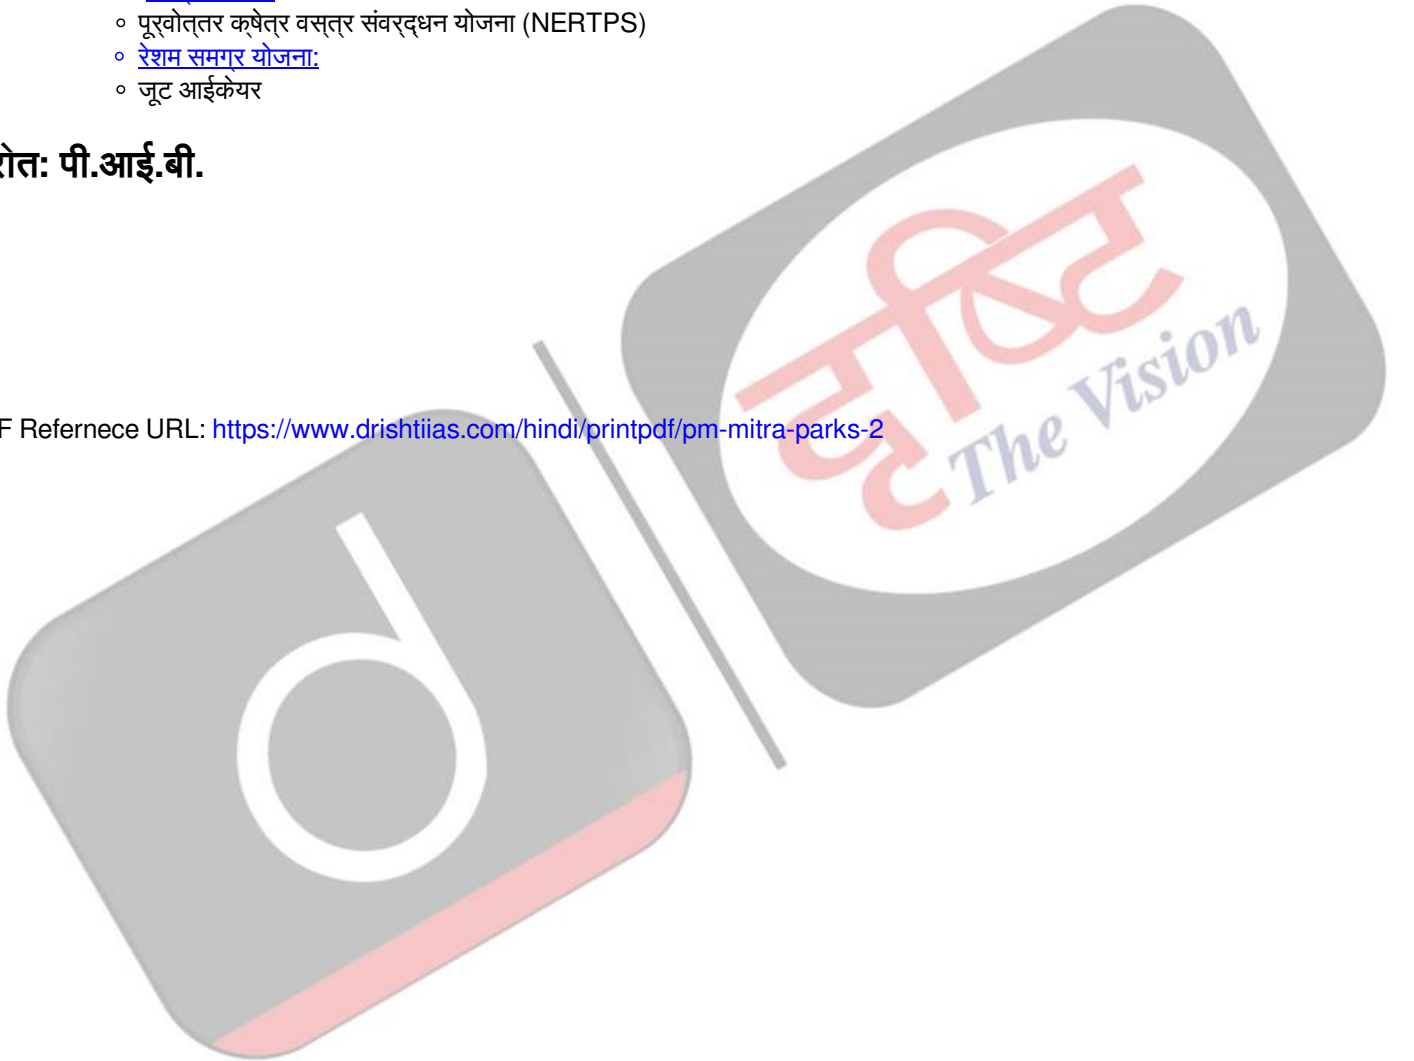 पूर्वोत्तर क्षेत्र वस्त्र संवर्द्धन योजना (NERTPS)
रेशम समग्र योजना:
जूट आईकेयर
रोत: पी.आई.बी.
F Refernece URL: https://www.drishtiias.com/hindi/printpdf/pm-mitra-parks-2
दृष्टि
The Vision
d